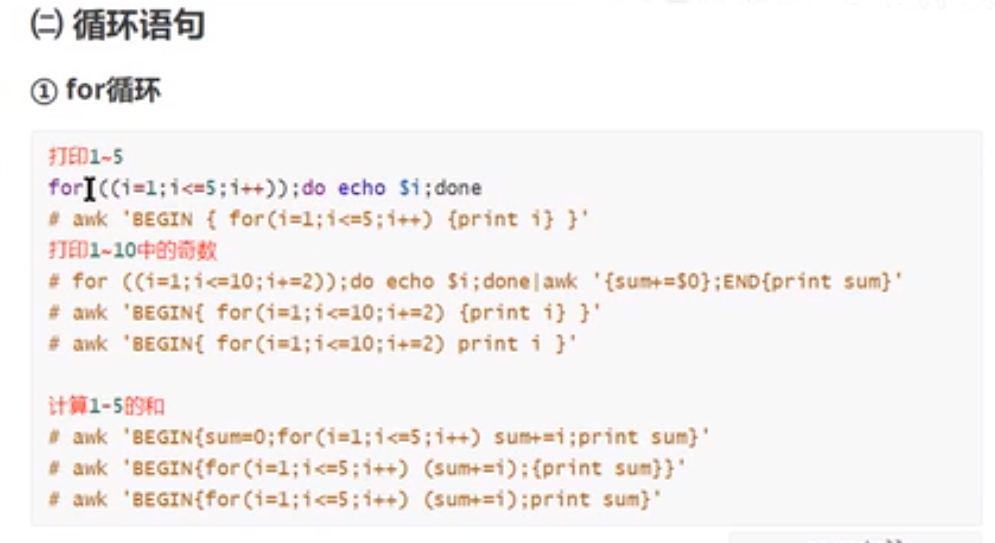 ㈡ 循环语句
① for循环
打印1~5
for ((i=1;i<=5;i++));do echo $i;done
# awk 'BEGIN { for(i=1;i<=5;i++) {print i} }'
打印1~10中的奇数
# for ((i=1;i<=10;i+=2));do echo $i;done|awk '{sum+=$0};END{print sum}'
# awk 'BEGIN{ for(i=1;i<=10;i+=2) {print i} }'
# awk 'BEGIN{ for(i=1;i<=10;i+=2) print i }'
计算1-5的和
# awk 'BEGIN{sum=0;for(i=1;i<=5;i++) sum+=i;print sum}'
# awk 'BEGIN{for(i=1;i<=5;i++) (sum+=i);{print sum}}'
# awk 'BEGIN{for(i=1;i<=5;i++) (sum+=i);print sum}'